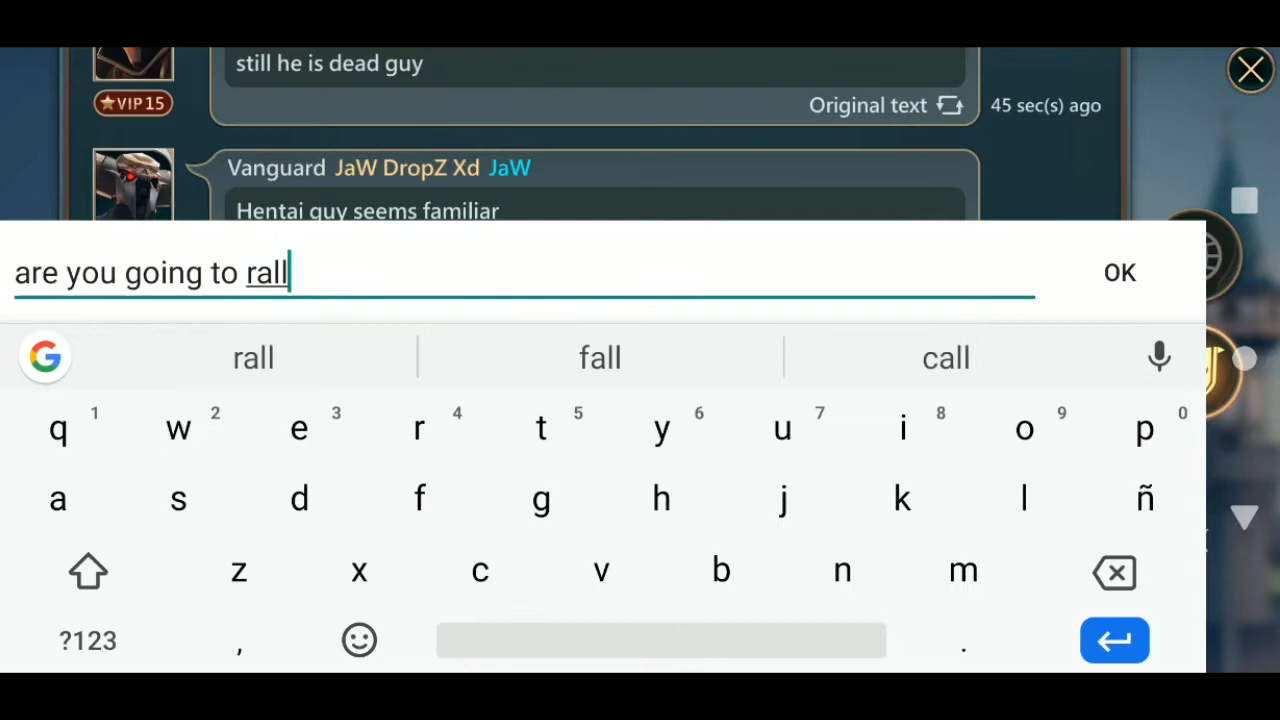 still he is dead guy
★VIP15
Original text
45 sec(s) ago
Vanguard JaW DropZ Xd JaW
Hentai guy seems familiar
are you going to rall
OK
rall
fall
call
q 1 w 2 e 3 r 4 t 5 y 6 u 7 i 8 o 9 p 0
a s d f g h j k l ñ
z x c v b n m
?123 , .